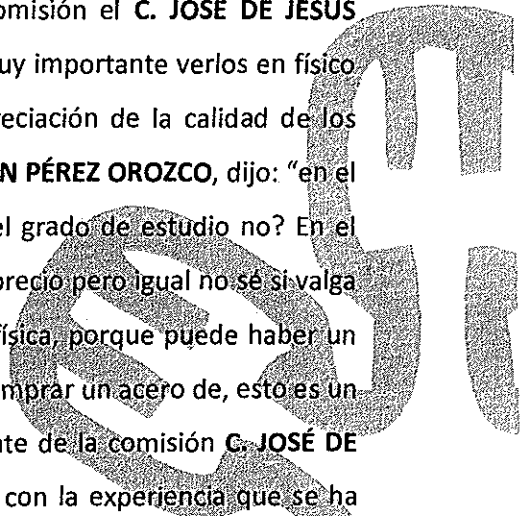 omisión el C. JOSÉ DE JESÚS
uy importante verlos en físico
reciación de la calidad de los
N PÉREZ OROZCO, dijo: "en el
el grado de estudio no? En el
precio pero igual no sé si valga
física, porque puede haber un
mprar un acero de, esto es un
nte de la comisión C. JOSÉ DE
con la experiencia que se ha